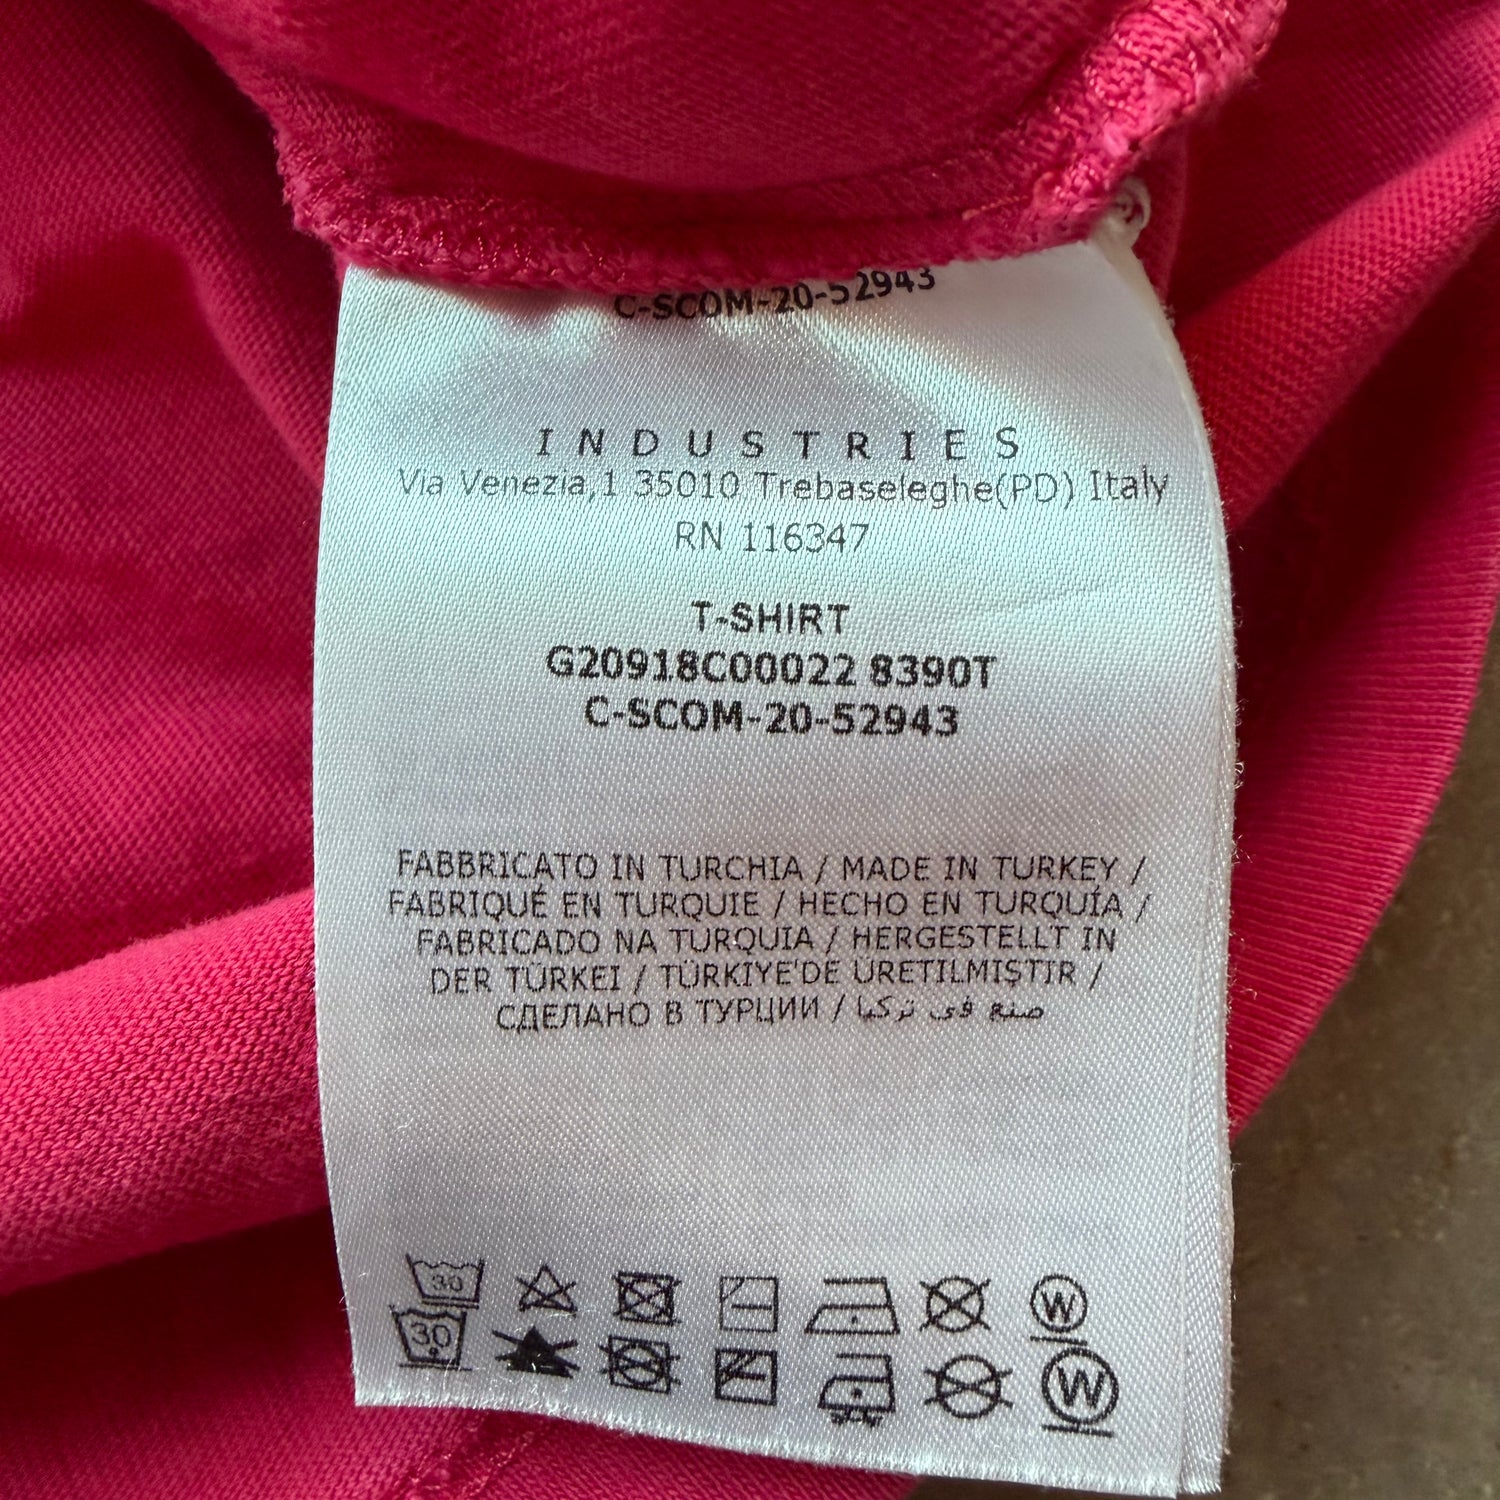 C-SCOM-20-52943
INDUSTRIES
Via Venezia,1 35010 Trebaseleghe(PD) Italy
RN 116347
T-SHIRT
G20918C00022 8390T
C-SCOM-20-52943
FABBRICATO IN TURCHIA / MADE IN TURKEY /
FABRIQUÉ EN TURQUIE / HECHO EN TURQUÍA /
FABRICADO NA TURQUIA / HERGESTELLT IN
DER TÜRKEI / TÜRKİYE'DE ÜRETİLMİŞTİR /
СДЕЛАНО В ТУРЦИИ / صنع في تركيا
30 W
30 W